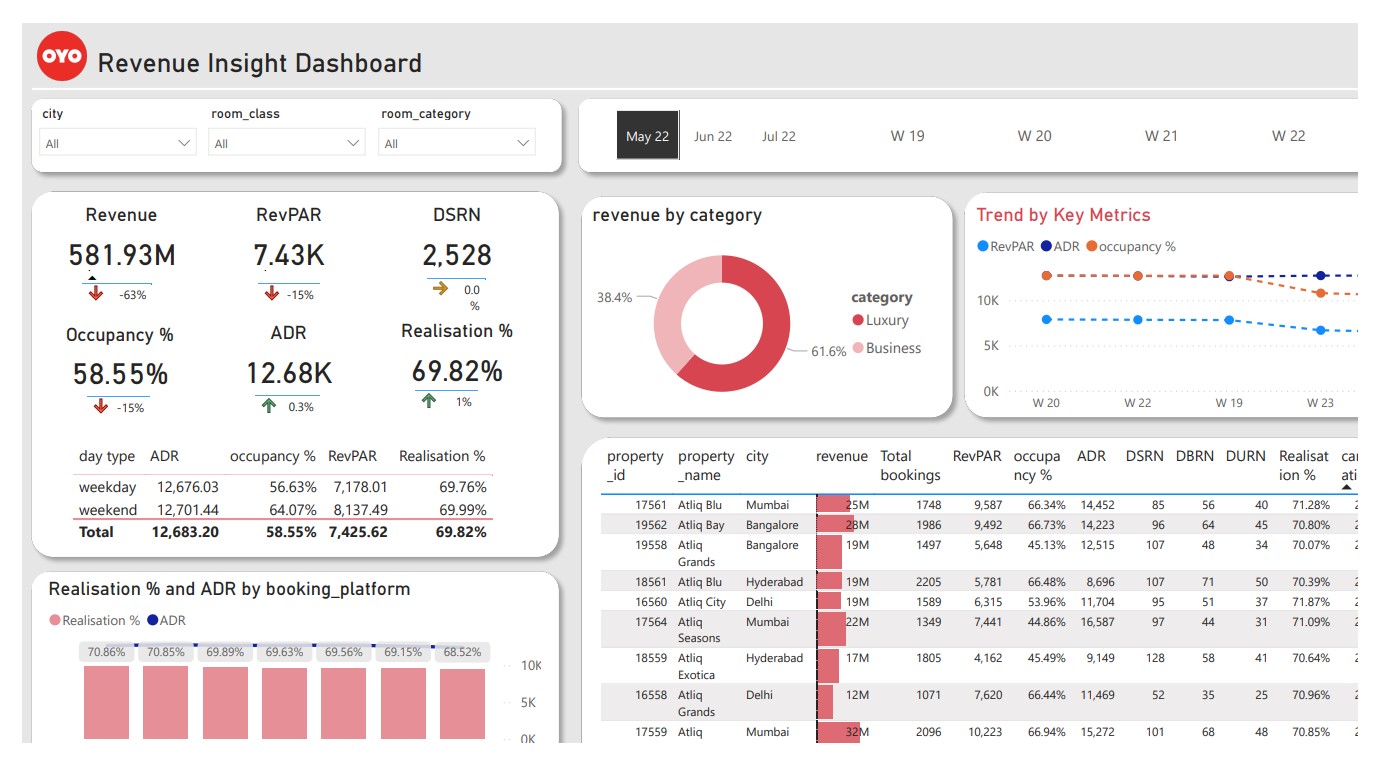 OYO
Revenue Insight Dashboard
city
room_class
room_category
All
All
All
May 22 Jun 22 Jul 22 W 19 W 20 W 21 W 22
Revenue RevPAR DSRN
581.93M 7.43K 2,528
-63% -15% 0.0
%
Occupancy % ADR Realisation %
58.55% 12.68K 69.82%
-15% 0.3% 1%
day type ADR occupancy % RevPAR Realisation %
weekday 12,676.03 56.63% 7,178.01 69.76%
weekend 12,701.44 64.07% 8,137.49 69.99%
Total 12,683.20 58.55% 7,425.62 69.82%
Realisation % and ADR by booking_platform
Realisation % ADR
70.86% 70.85% 69.89% 69.63% 69.56% 69.15% 68.52%
10K
5K
0K
revenue by category
38.4%
61.6%
category
Luxury
Business
Trend by Key Metrics
RevPAR ADR occupancy %
10K
5K
0K
W 20 W 22 W 19 W 23
property property city revenue Total RevPAR occupa ADR DSRN DBRN DURN Realisat
_id _name bookings ncy % ion %
17561 Atliq Blu Mumbai 25M 1748 9,587 66.34% 14,452 85 56 40 71.28%
19562 Atliq Bay Bangalore 28M 1986 9,492 66.73% 14,223 96 64 45 70.80%
19558 Atliq Bangalore 19M 1497 5,648 45.13% 12,515 107 48 34 70.07%
Grands
18561 Atliq Blu Hyderabad 19M 2205 5,781 66.48% 8,696 107 71 50 70.39%
16560 Atliq City Delhi 19M 1589 6,315 53.96% 11,704 95 51 37 71.87%
17564 Atliq Mumbai 22M 1349 7,441 44.86% 16,587 97 44 31 71.09%
Seasons
18559 Atliq Hyderabad 17M 1805 4,162 45.49% 9,149 128 58 41 70.64%
Exotica
16558 Atliq Delhi 12M 1071 7,620 66.44% 11,469 52 35 25 70.96%
Grands
17559 Atliq Mumbai 32M 2096 10,223 66.94% 15,272 101 68 48 70.85%